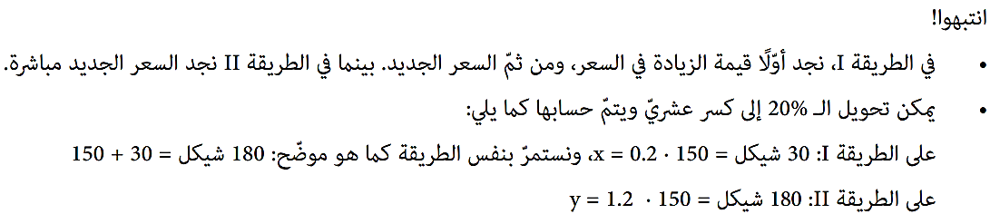 انتبهوا!
• في الطريقة I، نجد أوّلًا قيمة الزيادة في السعر، ومن ثمّ السعر الجديد. بينما في الطريقة II نجد السعر الجديد مباشرة.
• يمكن تحويل الـ 20% إلى كسر عشريّ ويتمّ حسابها كما يلي:
على الطريقة I: 30 شيكل = 150 · x = 0.2، ونستمرّ بنفس الطريقة كما هو موضّح: 180 شيكل = 30 + 150
على الطريقة II: 180 شيكل = 150 · y = 1.2